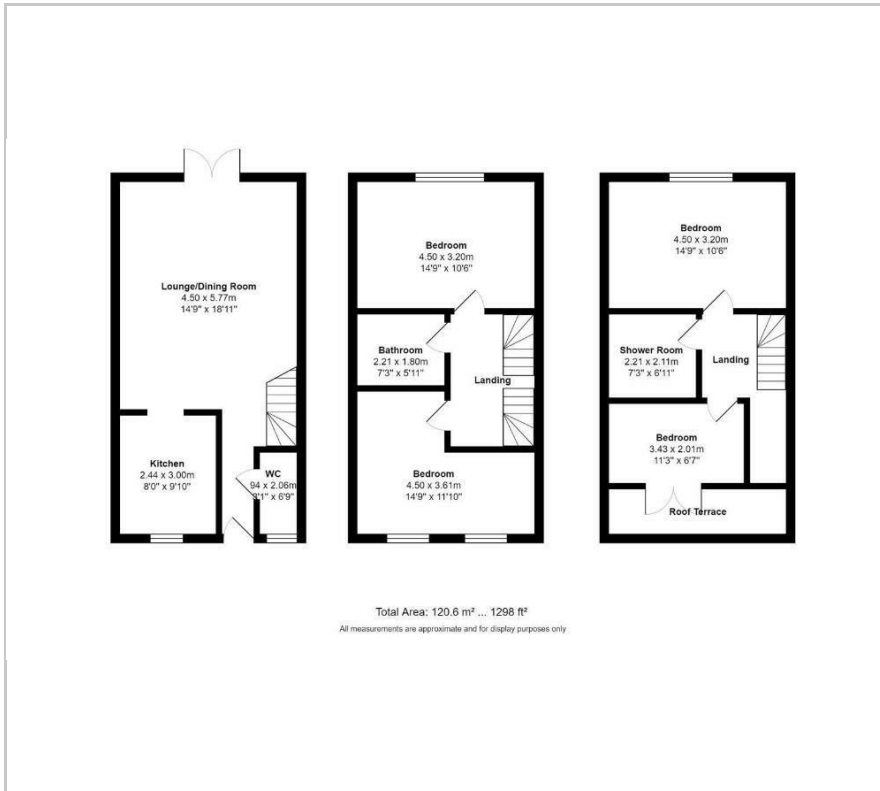 Lounge/Dining Room
4.50 x 5.77m
14'9" x 18'11"
Kitchen
2.44 x 3.00m
8'0" x 9'10"
WC
94 x 2.06m
3'1" x 6'9"
Bedroom
4.50 x 3.20m
14'9" x 10'6"
Bathroom
2.21 x 1.80m
7'3" x 5'11"
Landing
Bedroom
4.50 x 3.61m
14'9" x 11'10"
Bedroom
4.50 x 3.20m
14'9" x 10'6"
Shower Room
2.21 x 2.11m
7'3" x 6'11"
Landing
Bedroom
3.43 x 2.01m
11'3" x 6'7"
Roof Terrace
Total Area: 120.6 m² ... 1298 ft²
All measurements are approximate and for display purposes only